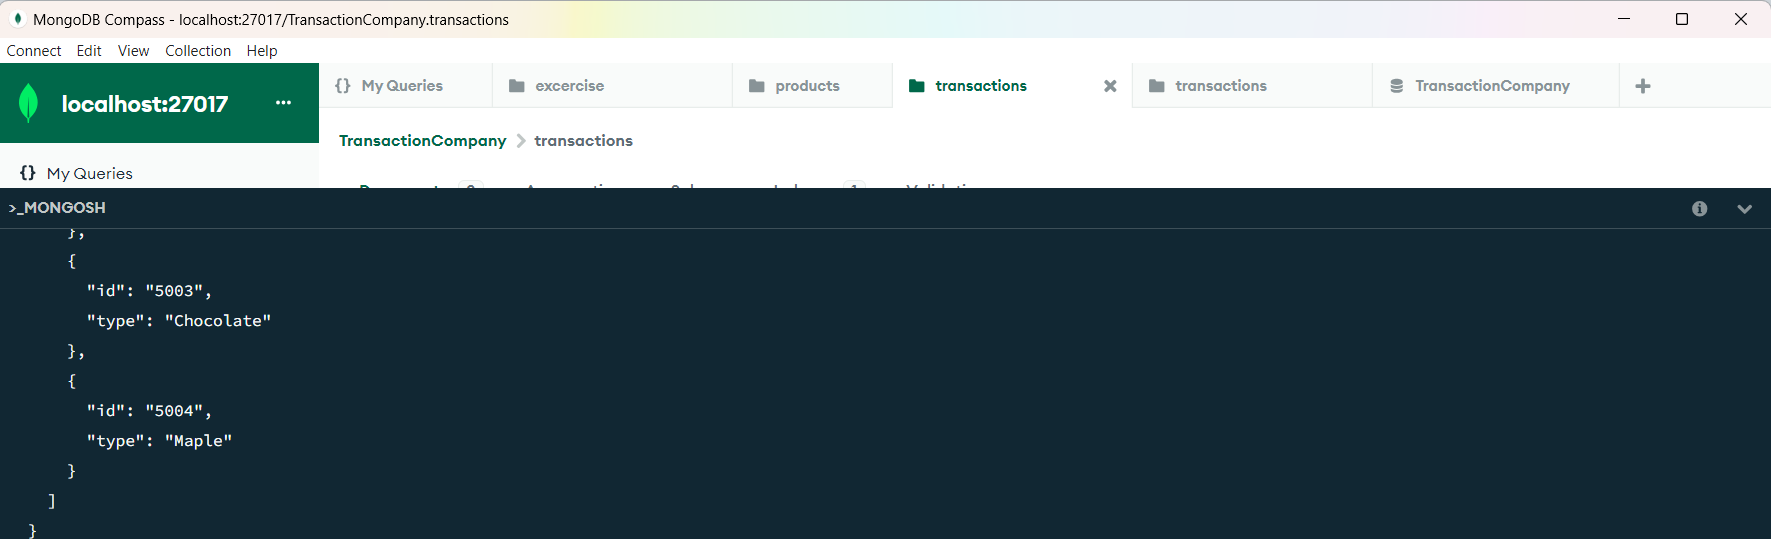 MongoDB Compass - localhost:27017/TransactionCompany.transactions
Connect Edit View Collection Help
localhost:27017 ...
{} My Queries excercise products transactions transactions TransactionCompany +
TransactionCompany > transactions
{} My Queries
>_MONGOSH
},
{
"id": "5003",
"type": "Chocolate"
},
{
"id": "5004",
"type": "Maple"
}
]
}